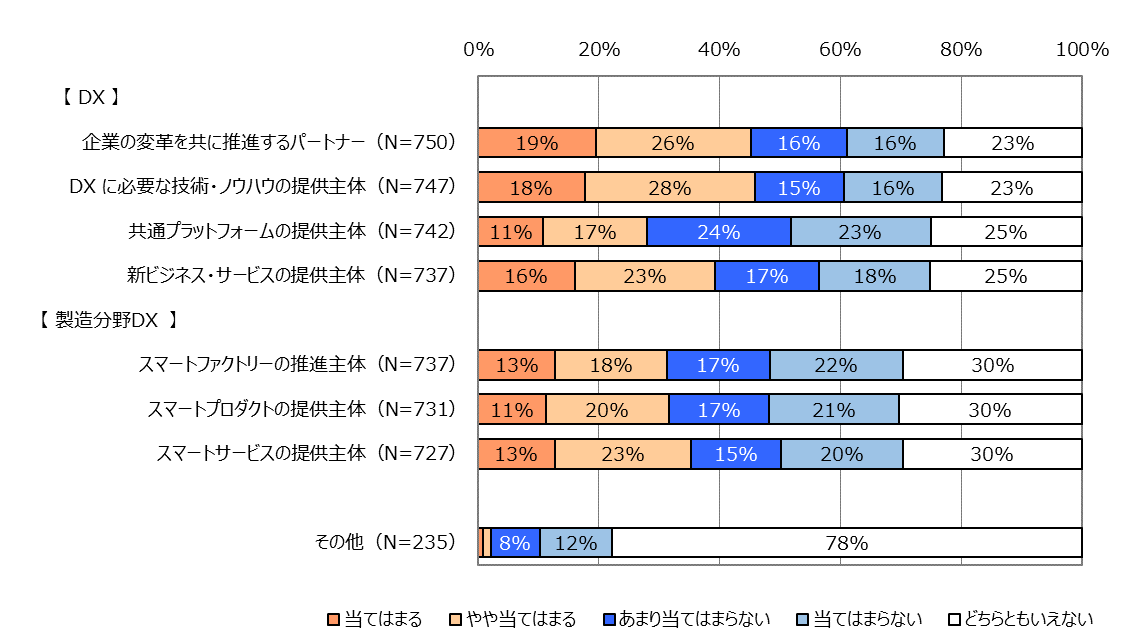 0% 20% 40% 60% 80% 100%
【 DX 】
企業の変革を共に推進するパートナー（N=750） 19% 26% 16% 16% 23%
DX に必要な技術・ノウハウの提供主体（N=747） 18% 28% 15% 16% 23%
共通プラットフォームの提供主体（N=742） 11% 17% 24% 23% 25%
新ビジネス・サービスの提供主体（N=737） 16% 23% 17% 18% 25%
【 製造分野DX 】
スマートファクトリーの推進主体（N=737） 13% 18% 17% 22% 30%
スマートプロダクトの提供主体（N=731） 11% 20% 17% 21% 30%
スマートサービスの提供主体（N=727） 13% 23% 15% 20% 30%
その他（N=235） 8% 12% 78%
当てはまる やや当てはまる あまり当てはまらない 当てはまらない どちらともいえない